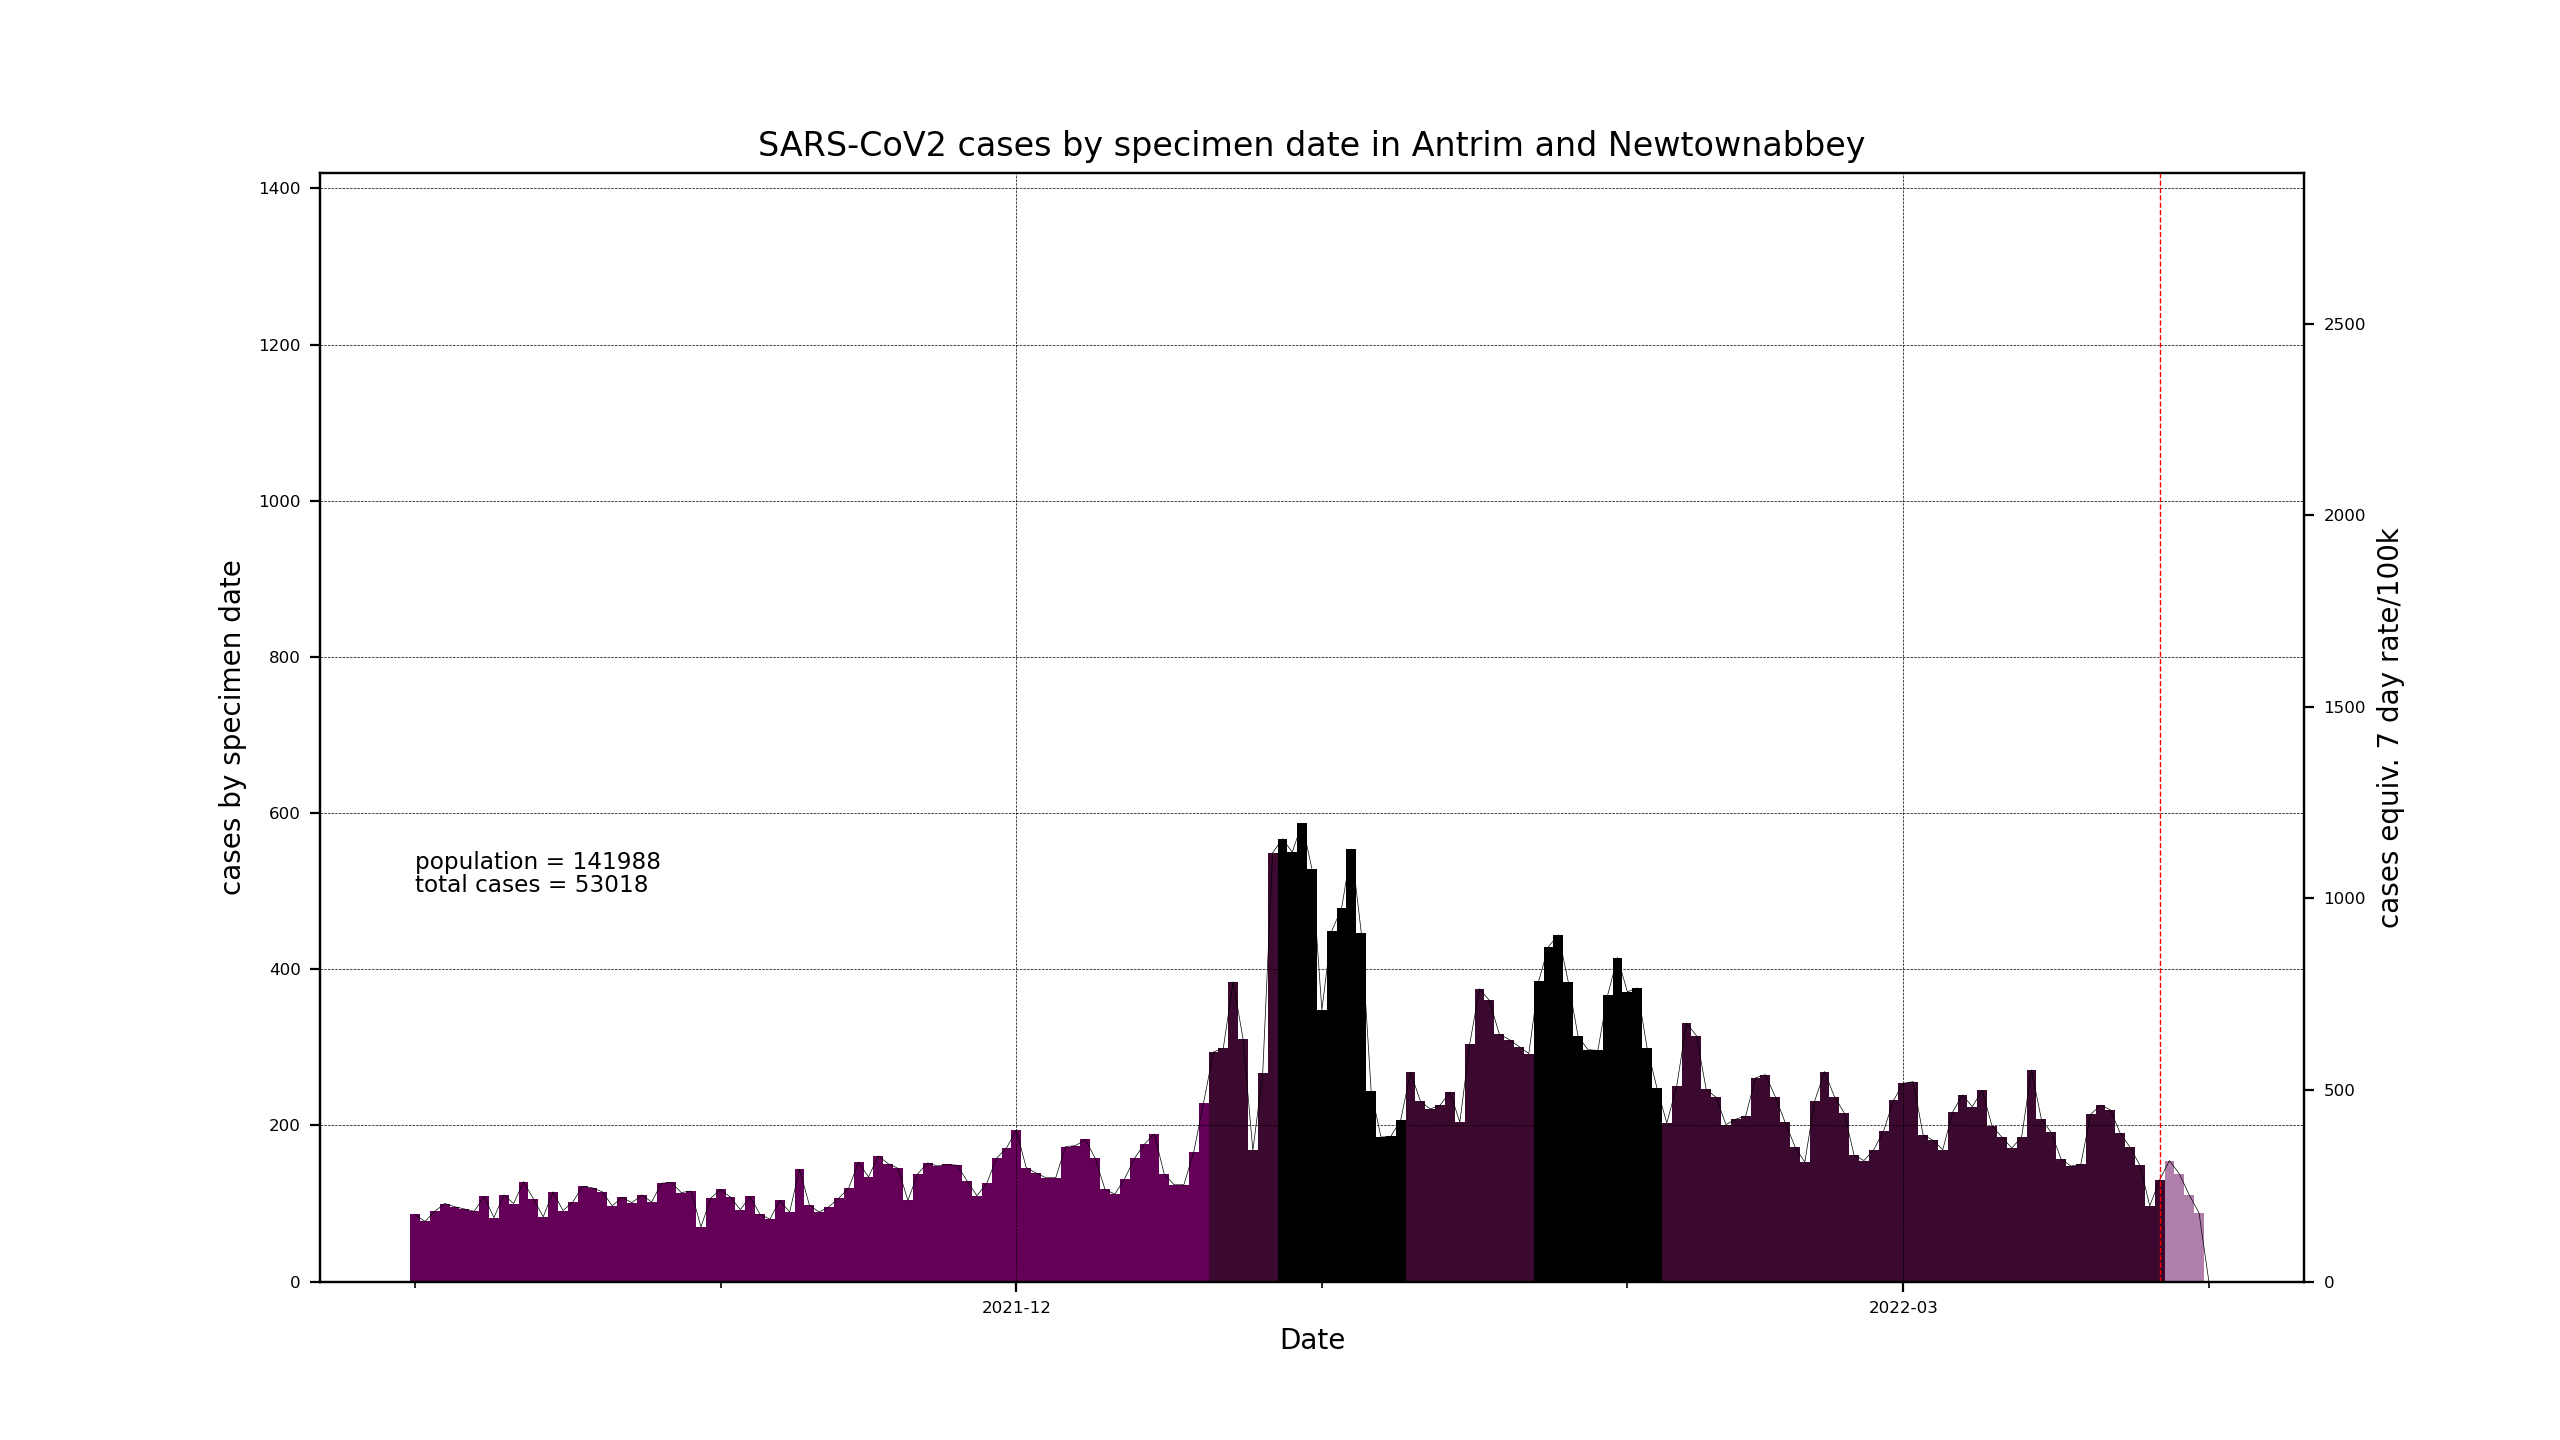 SARS-CoV2 cases by specimen date in Antrim and Newtownabbey
1400
1200
1000
800
600
400
200
0
cases by specimen date
population = 141988
total cases = 53018
2500
2000
1500
1000
500
0
cases equiv. 7 day rate/100k
2021-12
2022-03
Date